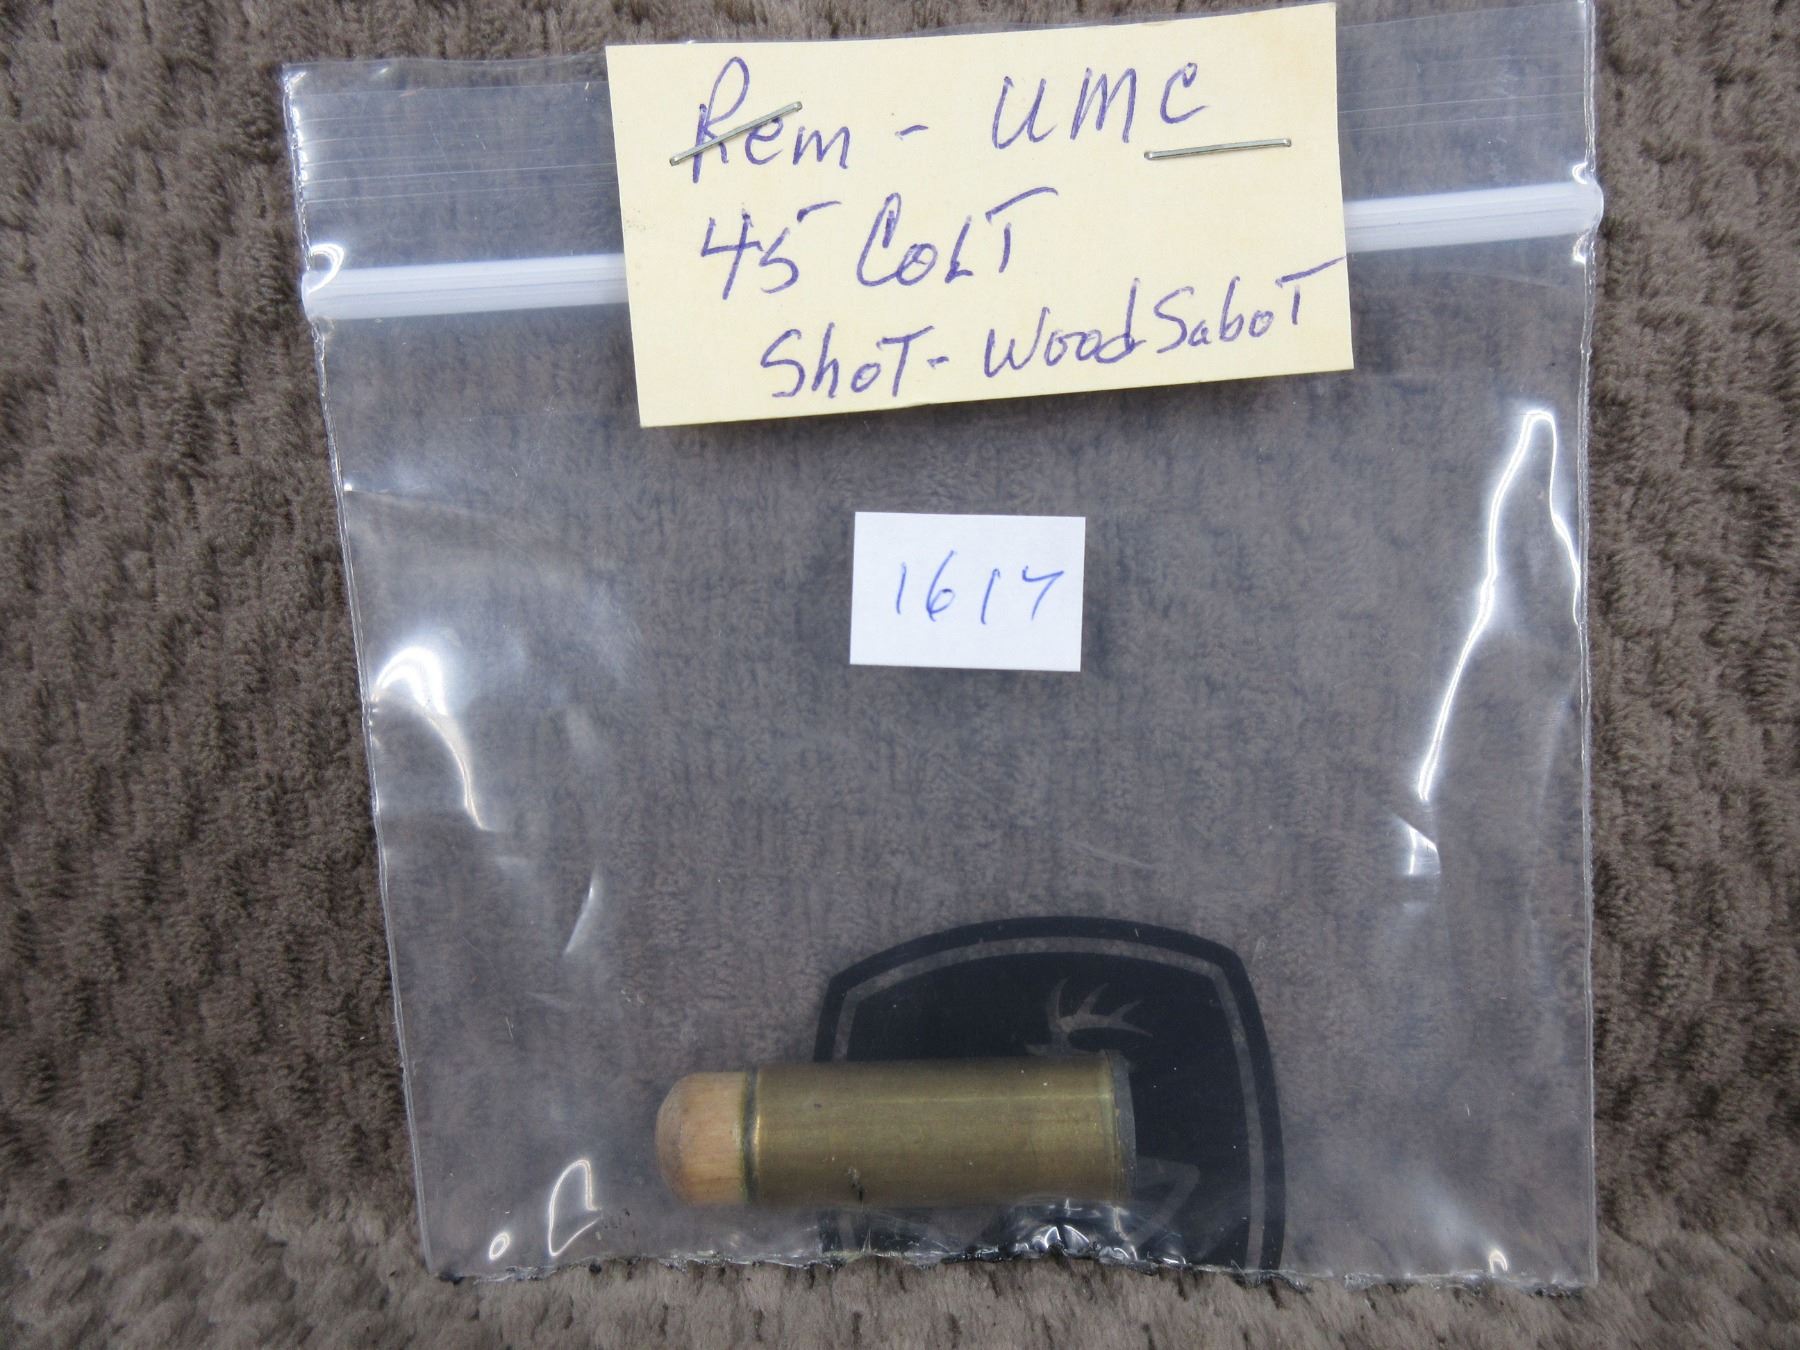 Rem - UMC
45 Colt
Shot - Wood Sabot
1617